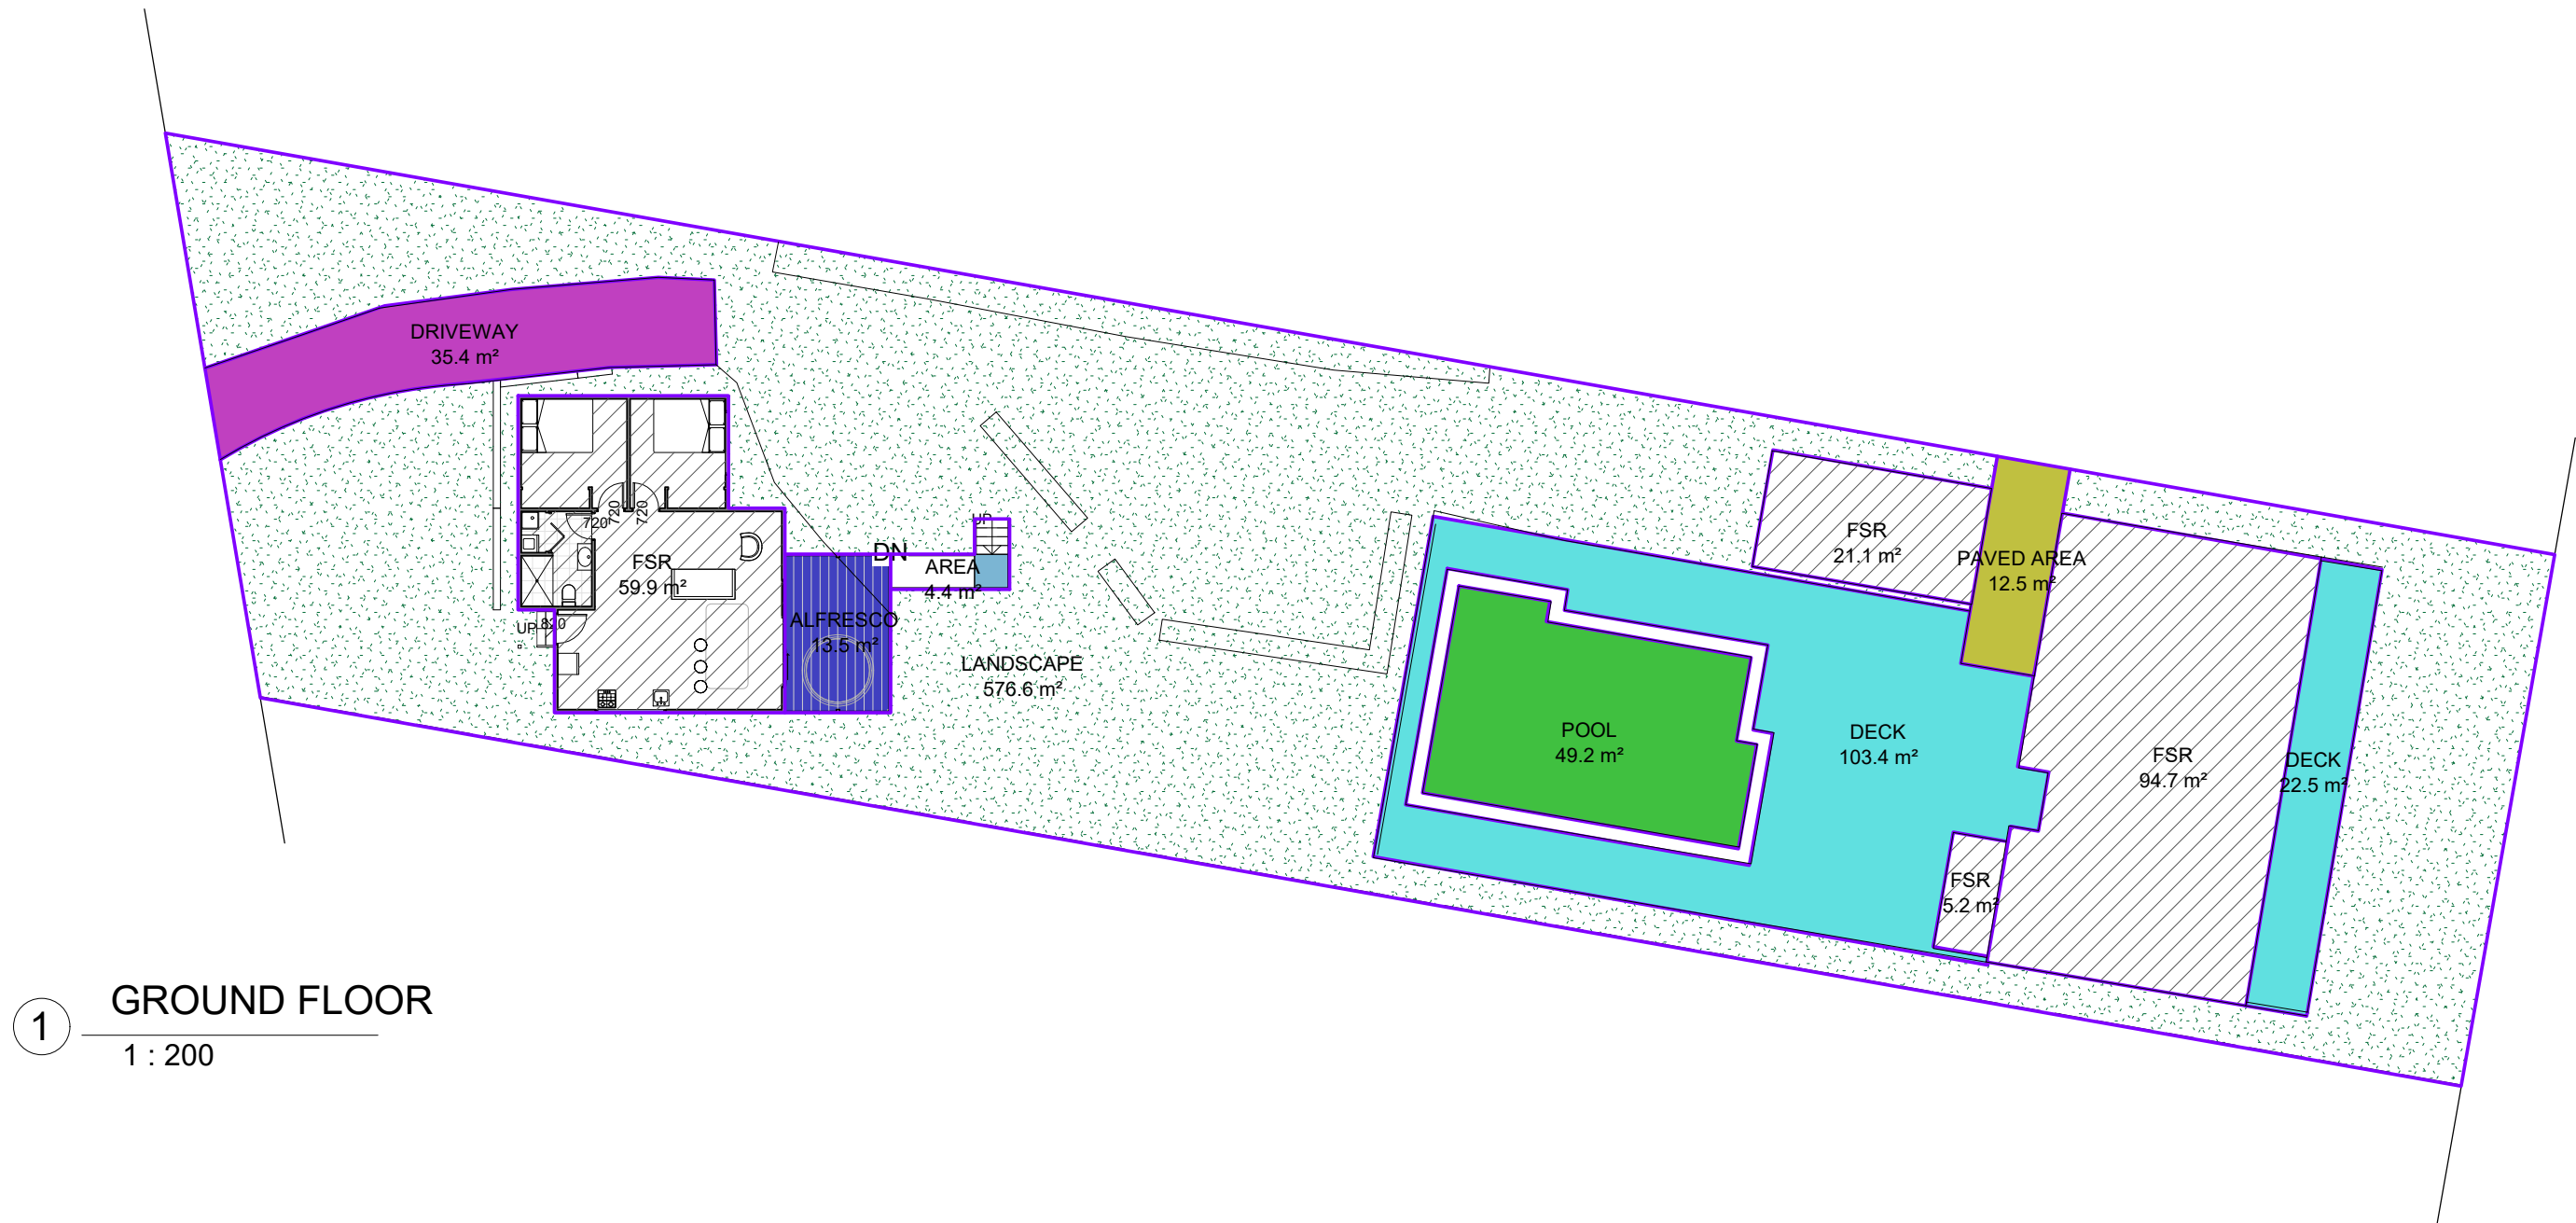 DRIVEWAY
35.4 m²
720
720
720
FSR
59.9 m²
UP
820
DN
UP
AREA
4.4 m²
ALFRESCO
13.5 m²
LANDSCAPE
576.6 m²
FSR
21.1 m²
PAVED AREA
12.5 m²
POOL
49.2 m²
DECK
103.4 m²
FSR
94.7 m²
DECK
22.5 m²
FSR
5.2 m²
1
GROUND FLOOR
1 : 200